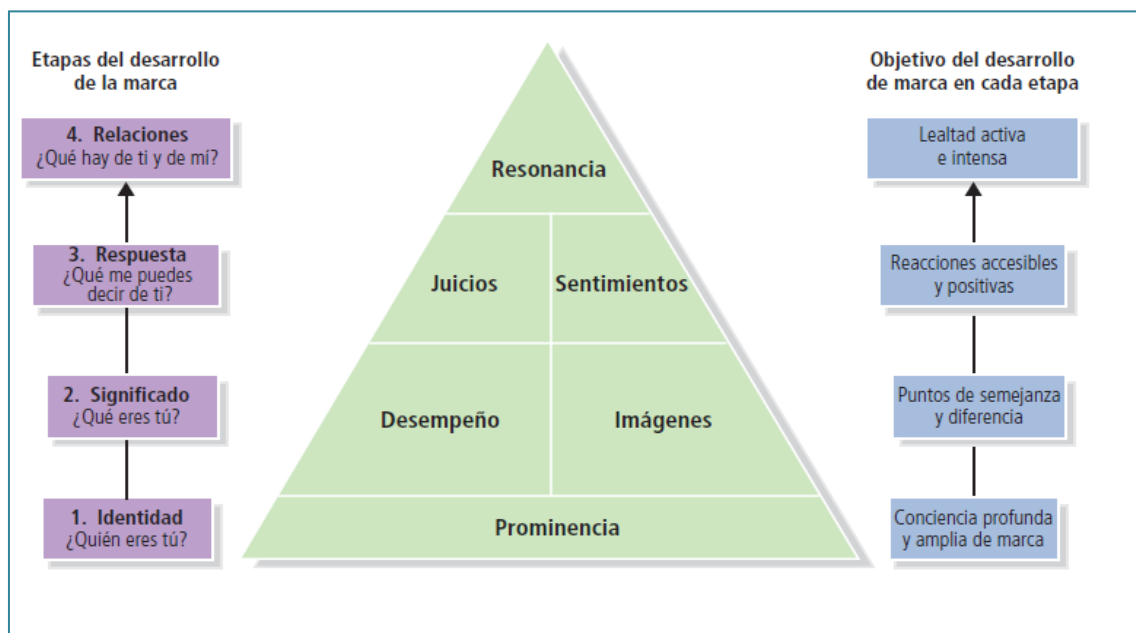 Etapas del desarrollo
de la marca
4. Relaciones
¿Qué hay de ti y de mí?
3. Respuesta
¿Qué me puedes
decir de ti?
2. Significado
¿Qué eres tú?
1. Identidad
¿Quién eres tú?
Resonancia
Juicios
Sentimientos
Desempeño
Imágenes
Prominencia
Objetivo del desarrollo
de marca en cada etapa
Lealtad activa
e intensa
Reacciones accesibles
y positivas
Puntos de semejanza
y diferencia
Conciencia profunda
y amplia de marca